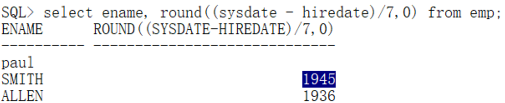 SQL> select ename, round((sysdate - hiredate)/7,0) from emp;
ENAME      ROUND((SYSDATE-HIREDATE)/7,0)
---------- -----------------------------
paul
SMITH                               1945
ALLEN                               1936